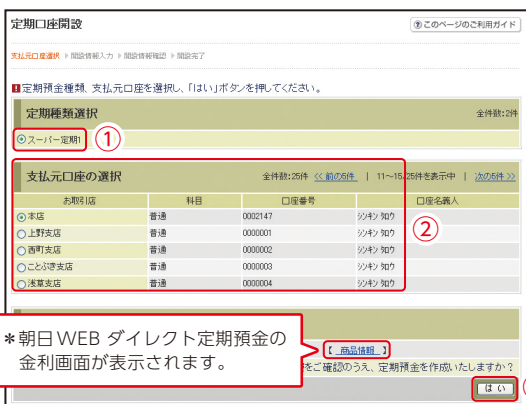 定期口座開設
このページのご利用ガイド
支払元口座選択 ▶ 開設情報入力 ▶ 開設情報確認 ▶ 開設完了
定期預金種類、支払元口座を選択し、「はい」ボタンを押してください。
定期種類選択 全件数:2件
スーパー定期1 ①
支払元口座の選択 全件数:25件 <<前の5件 | 11～15/25件を表示中 | 次の5件>>
お取引店 科目 口座番号 口座名義人
本店 普通 0002147 シンキン タロウ
上野支店 普通 0000001 シンキン タロウ ②
西町支店 普通 0000002 シンキン タロウ
ことぶき支店 普通 0000003 シンキン タロウ
浅草支店 普通 0000004 シンキン タロウ
*朝日WEB ダイレクト定期預金の
金利画面が表示されます。
【 商品情報 】
をご確認のうえ、定期預金を作成いたしますか?
はい